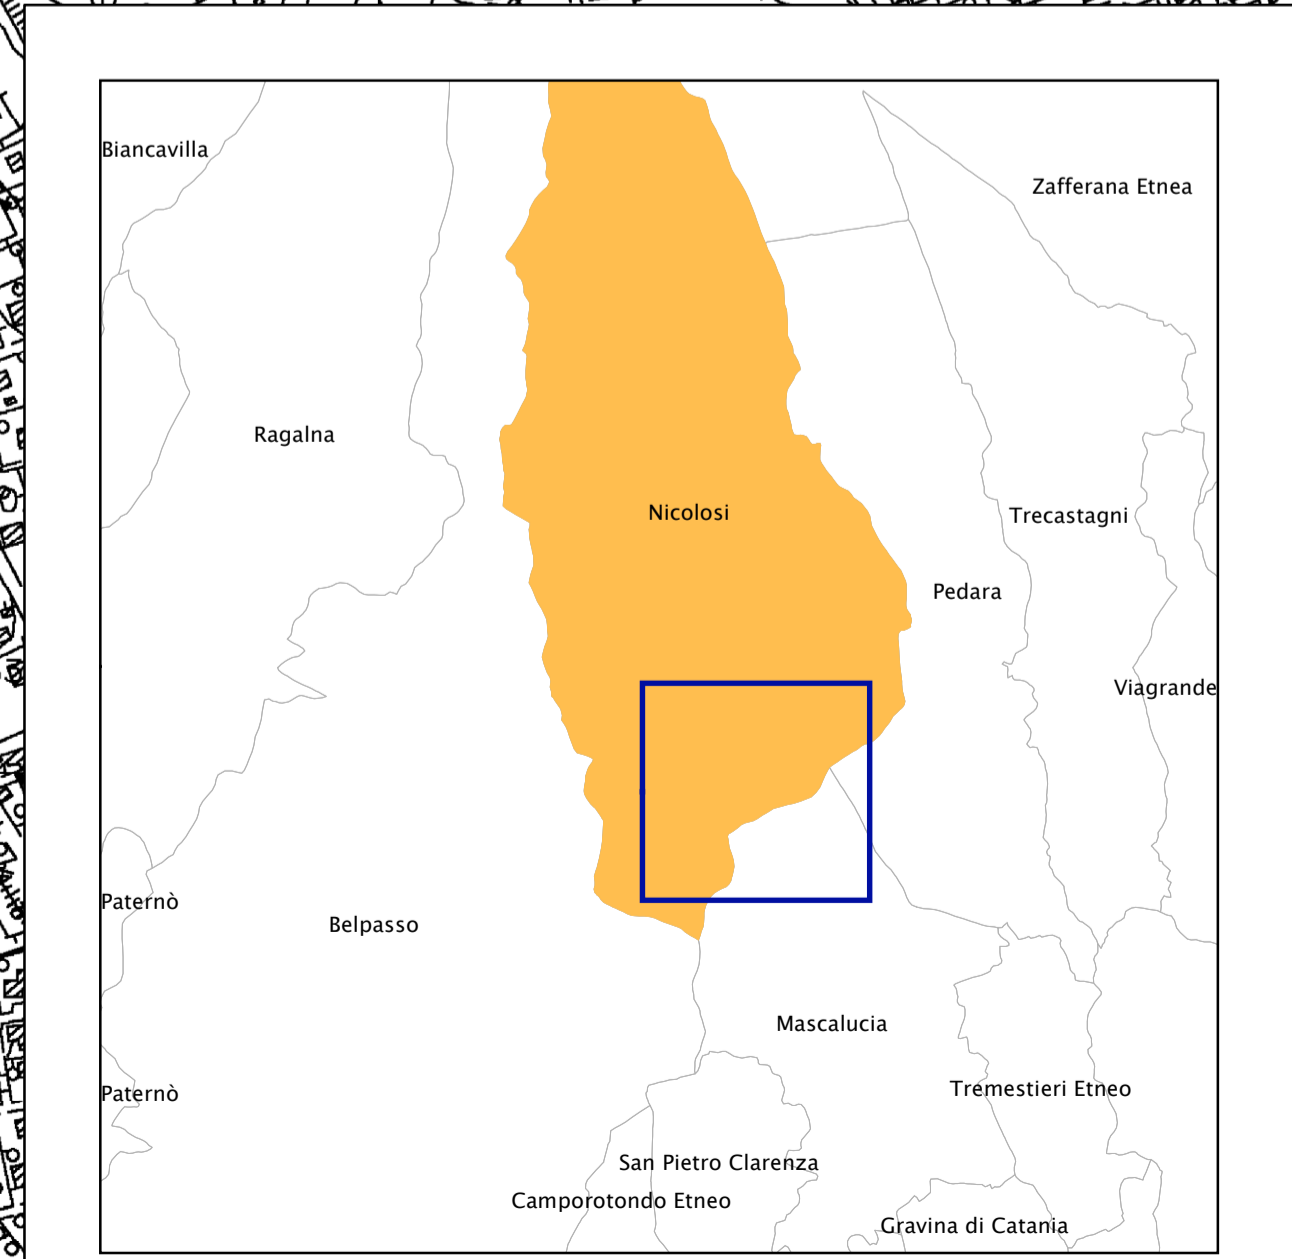 Biancavilla
Zafferana Etnea
Ragalna
Nicolosi
Trecastagni
Pedara
Viagrande
Paternò
Belpasso
Mascalucia
Paternò
Tremestieri Etneo
San Pietro Clarenza
Camporotondo Etneo
Gravina di Catania